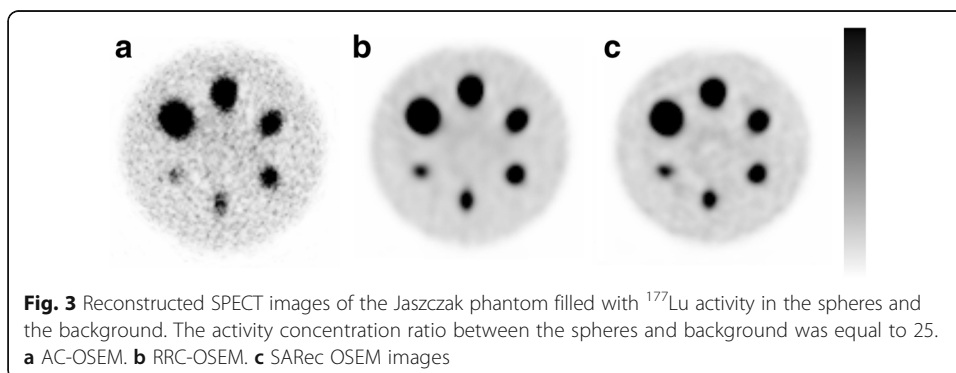 a b c
Fig. 3 Reconstructed SPECT images of the Jaszczak phantom filled with ¹⁷⁷Lu activity in the spheres and
the background. The activity concentration ratio between the spheres and background was equal to 25.
a AC-OSEM. b RRC-OSEM. c SARec OSEM images